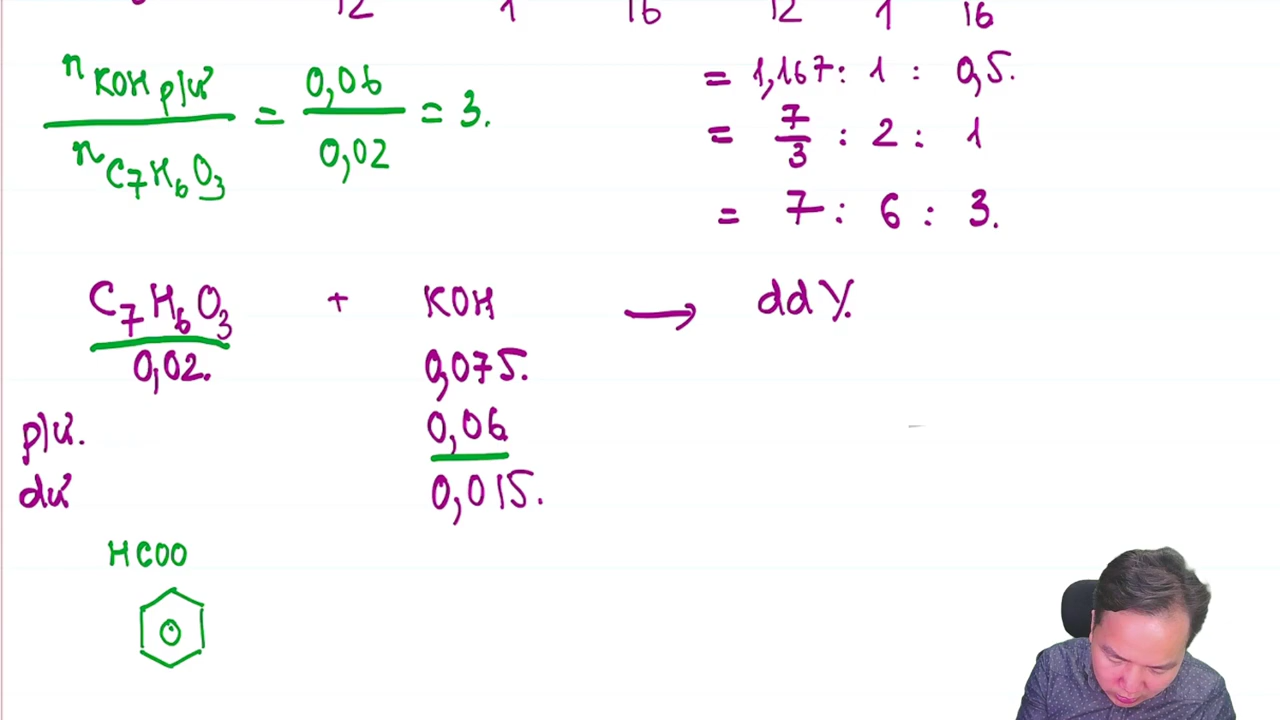 12 1 16 12 1 16
n KOH p/ư / n C7H6O3 = 0,06 / 0,02 = 3.
= 1,167 : 1 : 0,5.
= 7/3 : 2 : 1
= 7 : 6 : 3.
C7H6O3 + KOH → dd Y.
0,02. 0,075.
p/ư. 0,06
dư 0,015.
HCOO